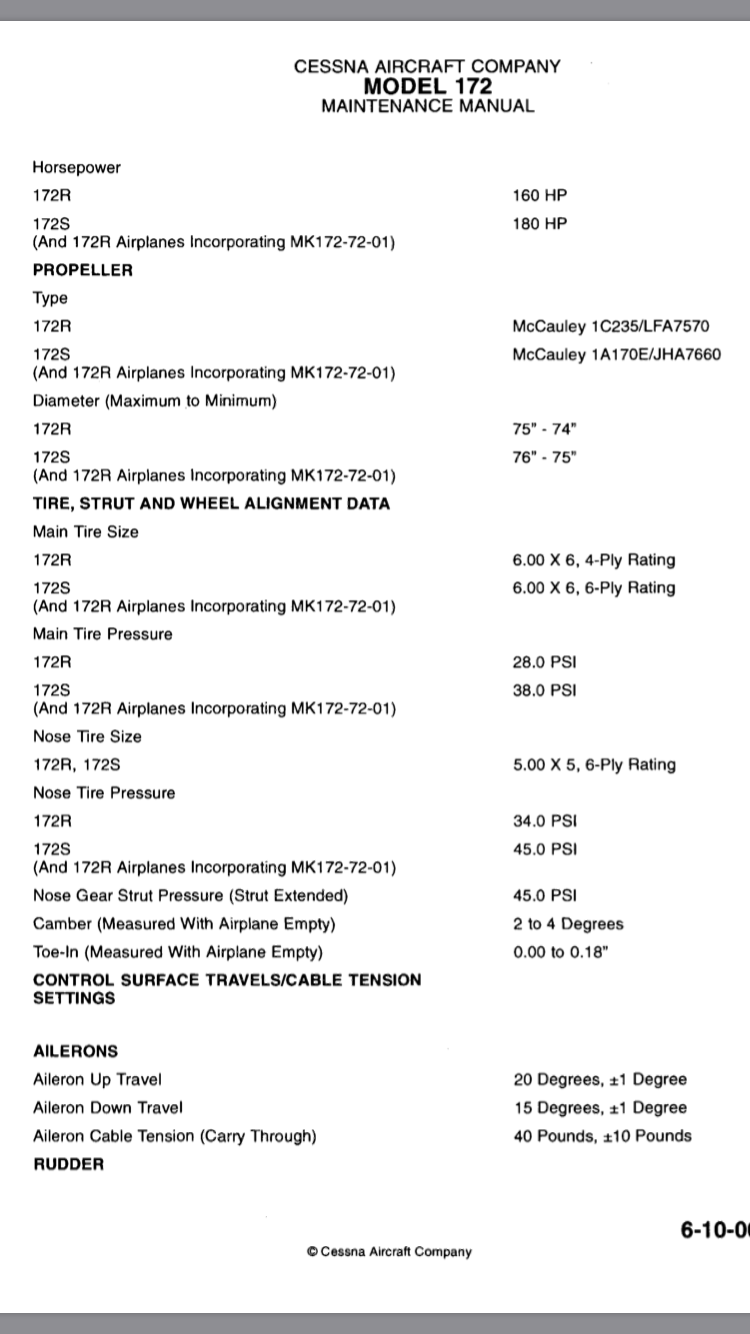 CESSNA AIRCRAFT COMPANY
MODEL 172
MAINTENANCE MANUAL
Horsepower
172R 160 HP
172S 180 HP
(And 172R Airplanes Incorporating MK172-72-01)
PROPELLER
Type
172R McCauley 1C235/LFA7570
172S McCauley 1A170E/JHA7660
(And 172R Airplanes Incorporating MK172-72-01)
Diameter (Maximum to Minimum)
172R 75" - 74"
172S 76" - 75"
(And 172R Airplanes Incorporating MK172-72-01)
TIRE, STRUT AND WHEEL ALIGNMENT DATA
Main Tire Size
172R 6.00 X 6, 4-Ply Rating
172S 6.00 X 6, 6-Ply Rating
(And 172R Airplanes Incorporating MK172-72-01)
Main Tire Pressure
172R 28.0 PSI
172S 38.0 PSI
(And 172R Airplanes Incorporating MK172-72-01)
Nose Tire Size
172R, 172S 5.00 X 5, 6-Ply Rating
Nose Tire Pressure
172R 34.0 PSI
172S 45.0 PSI
(And 172R Airplanes Incorporating MK172-72-01)
Nose Gear Strut Pressure (Strut Extended) 45.0 PSI
Camber (Measured With Airplane Empty) 2 to 4 Degrees
Toe-In (Measured With Airplane Empty) 0.00 to 0.18"
CONTROL SURFACE TRAVELS/CABLE TENSION
SETTINGS
AILERONS
Aileron Up Travel 20 Degrees, ±1 Degree
Aileron Down Travel 15 Degrees, ±1 Degree
Aileron Cable Tension (Carry Through) 40 Pounds, ±10 Pounds
RUDDER
6-10-0
© Cessna Aircraft Company